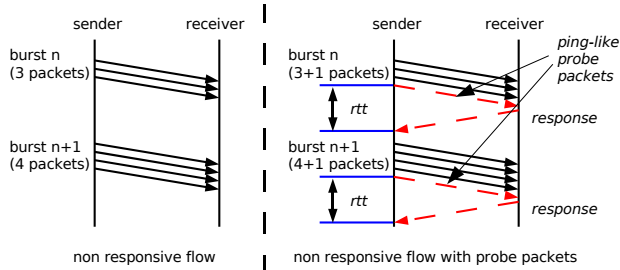 sender
receiver
burst n
(3 packets)
burst n+1
(4 packets)
non responsive flow
sender
receiver
burst n
(3+1 packets)
ping-like
probe
packets
rtt
response
burst n+1
(4+1 packets)
rtt
response
non responsive flow with probe packets